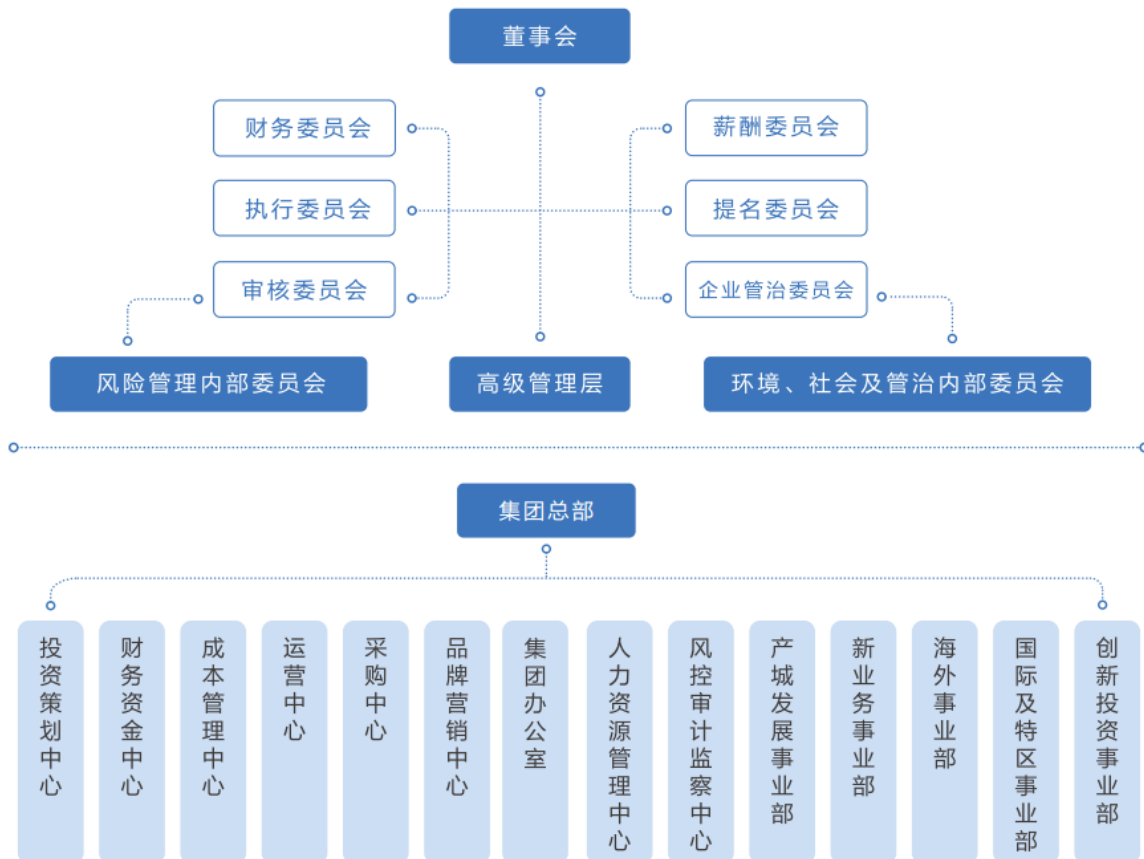 董事会
财务委员会
薪酬委员会
执行委员会
提名委员会
审核委员会
企业管治委员会
风险管理内部委员会
高级管理层
环境、社会及管治内部委员会
集团总部
投资策划中心
财务资金中心
成本管理中心
运营中心
采购中心
品牌营销中心
集团办公室
人力资源管理中心
风控审计监察中心
产城发展事业部
新业务事业部
海外事业部
国际及特区事业部
创新投资事业部